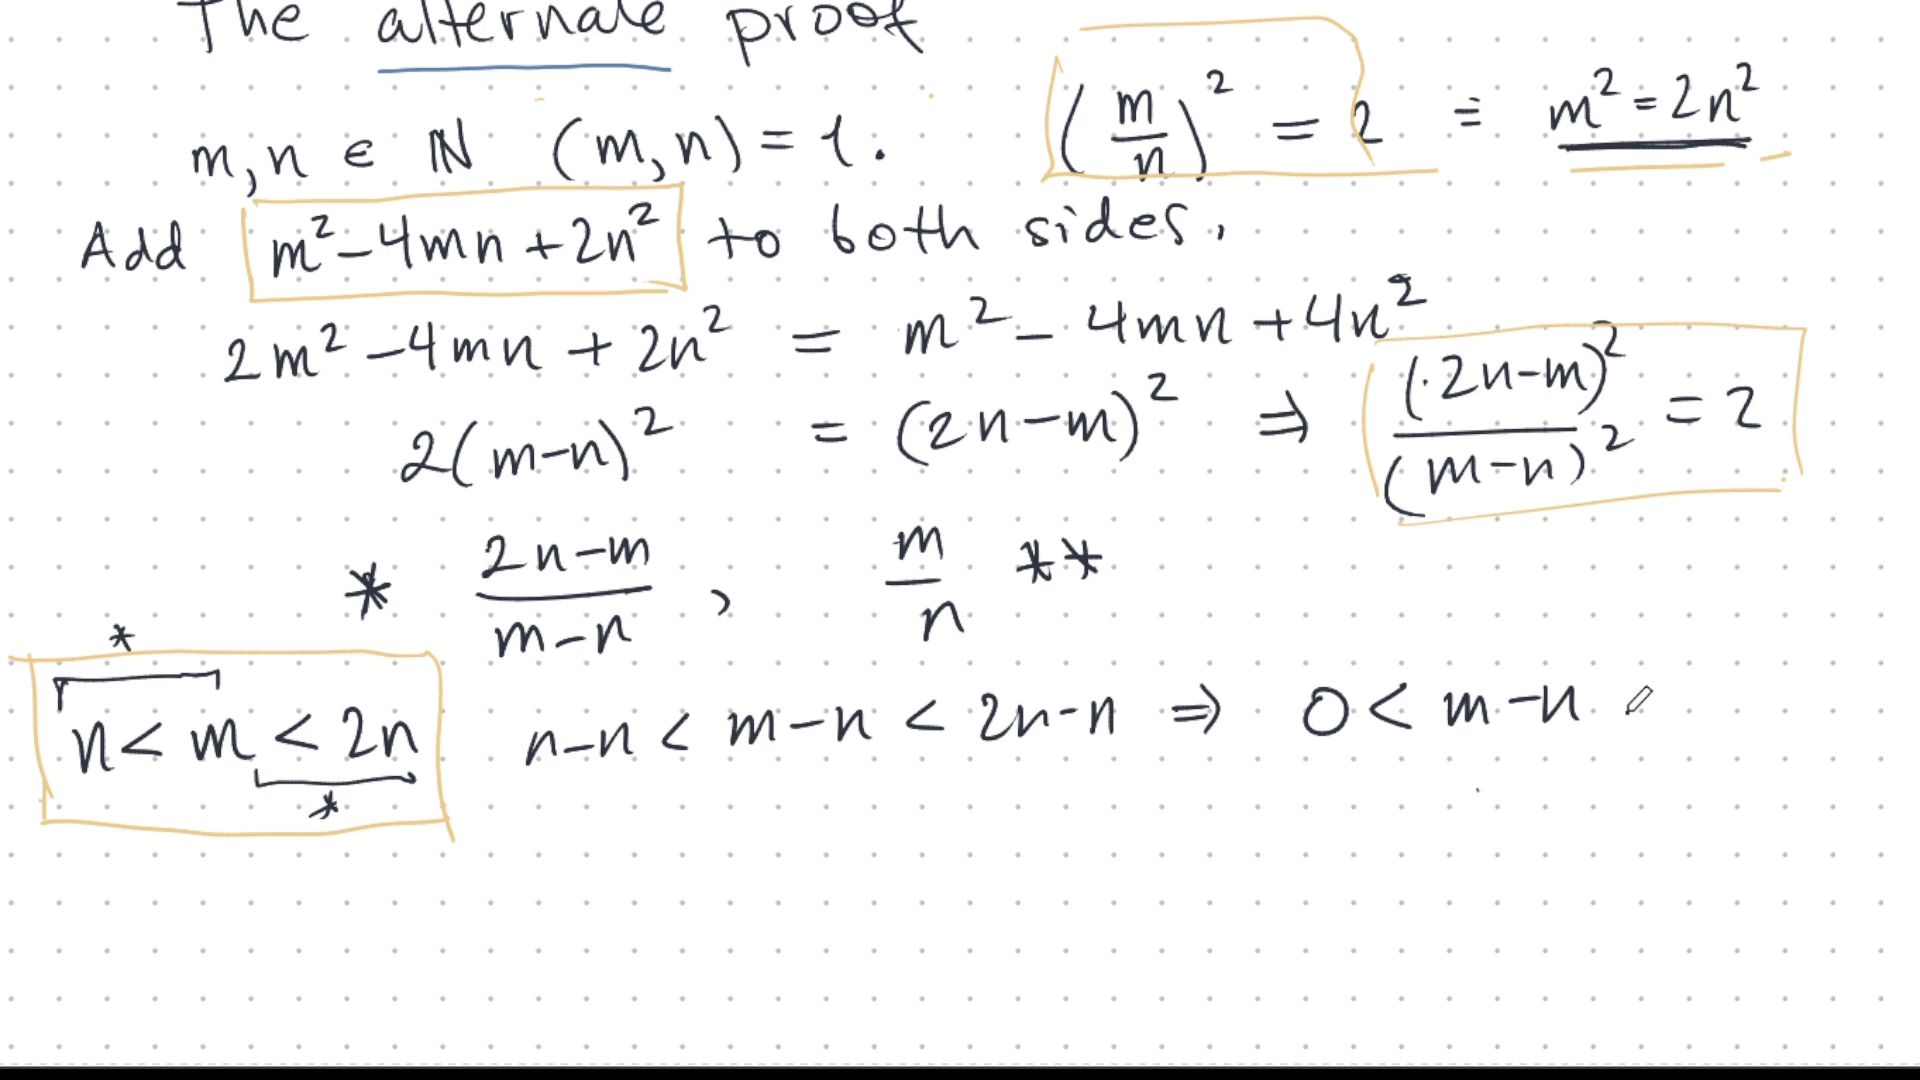 The alternate proof
m, n ∈ ℕ (m, n) = 1. (m/n)² = 2 ≡ m² = 2n²
Add m² - 4mn + 2n² to both sides.
2m² - 4mn + 2n² = m² - 4mn + 4n²
2(m-n)² = (2n-m)² ⇒ (2n-m)²/(m-n)² = 2
* (2n-m)/(m-n) , m/n **
*
n < m < 2n n-n < m-n < 2n-n ⇒ 0 < m-n
*